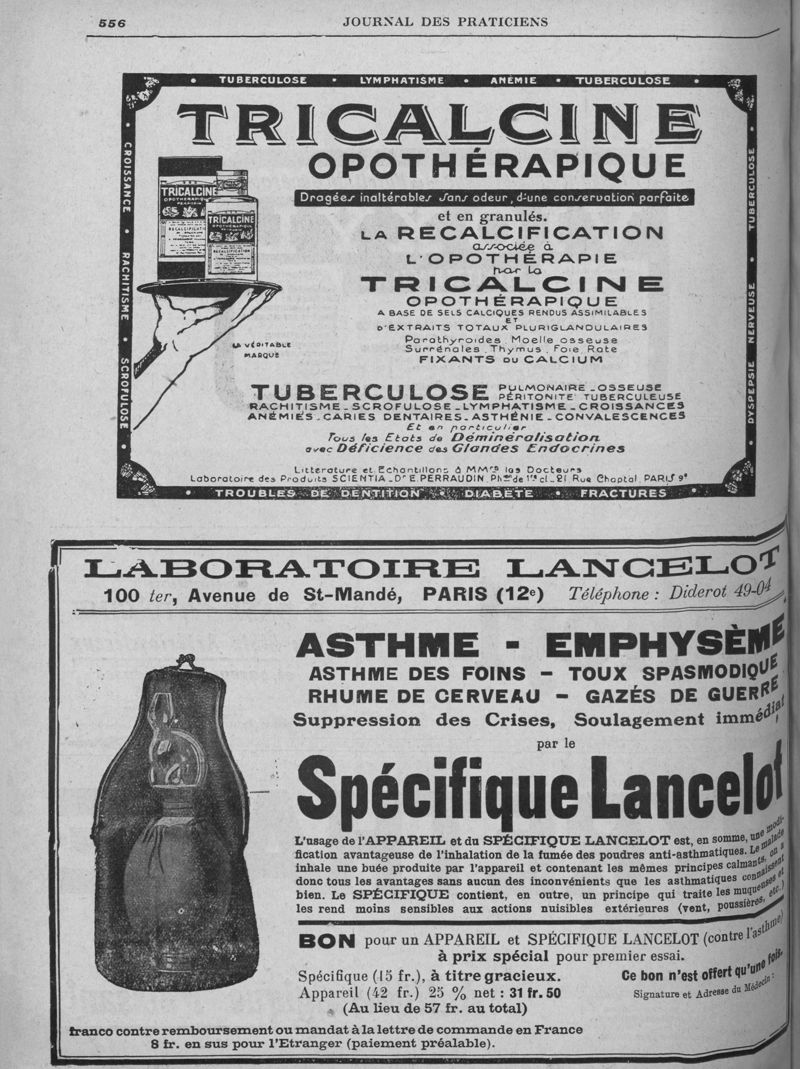 556
JOURNAL DES PRATICIENS
TUBERCULOSE • LYMPHATISME • ANÉMIE • TUBERCULOSE
CROISSANCE • RACHITISME • SCROFULOSE
TUBERCULOSE • NERVEUSE • DYSPEPSIE
TRICALCINE
OPOTHÉRAPIQUE
Dragées inaltérables sans odeur, d'une conservation parfaite
et en granulés.
LA RECALCIFICATION
associée à
L'OPOTHÉRAPIE
par la
TRICALCINE
OPOTHÉRAPIQUE
A BASE DE SELS CALCIQUES RENDUS ASSIMILABLES
ET
D'EXTRAITS TOTAUX PLURIGLANDULAIRES
Parathyroïdes, Moelle osseuse
Surrénales, Thymus, Foie, Rate
FIXANTS DU CALCIUM
TRICALCINE
OPOTHÉRAPIQUE
TRICALCINE
OPOTHÉRAPIQUE
RECALCIFICATION
LA VÉRITABLE
MARQUE
TUBERCULOSE PULMONAIRE _ OSSEUSE
PÉRITONITE TUBERCULEUSE
RACHITISME _ SCROFULOSE _ LYMPHATISME _ CROISSANCES
ANÉMIES _ CARIES DENTAIRES _ ASTHÉNIE _ CONVALESCENCES
Et en particulier
Tous les Etats de Déminéralisation
avec Déficience des Glandes Endocrines
Littérature et Echantillons à MMrs les Docteurs
Laboratoire des Produits SCIENTIA _ Dr E. PERRAUDIN, Phien de 1re cl _ 21 Rue Chaptal, PARIS 9e
TROUBLES DE DENTITION • DIABÈTE • FRACTURES
LABORATOIRE LANCELOT
100 ter, Avenue de St-Mandé, PARIS (12e) Téléphone : Diderot 49-04
ASTHME - EMPHYSÈME
ASTHME DES FOINS - TOUX SPASMODIQUE
RHUME DE CERVEAU - GAZÉS DE GUERRE
Suppression des Crises, Soulagement immédiat
par le
Spécifique Lancelot
L'usage de l'APPAREIL et du SPÉCIFIQUE LANCELOT est, en somme, une modi-
fication avantageuse de l'inhalation de la fumée des poudres anti-asthmatiques. Le malade
inhale une buée produite par l'appareil et contenant les mêmes principes calmants, on a
donc tous les avantages sans aucun des inconvénients que les asthmatiques connaissent
bien. Le SPÉCIFIQUE contient, en outre, un principe qui traite les muqueuses et
les rend moins sensibles aux actions nuisibles extérieures (vent, poussières, etc.)
BON pour un APPAREIL et SPÉCIFIQUE LANCELOT (contre l'asthme)
à prix spécial pour premier essai.
Spécifique (15 fr.), à titre gracieux.
Appareil (42 fr.) 25 % net : 31 fr. 50
(Au lieu de 57 fr. au total)
Ce bon n'est offert qu'une fois.
Signature et Adresse du Médecin :
franco contre remboursement ou mandat à la lettre de commande en France
8 fr. en sus pour l'Etranger (paiement préalable).